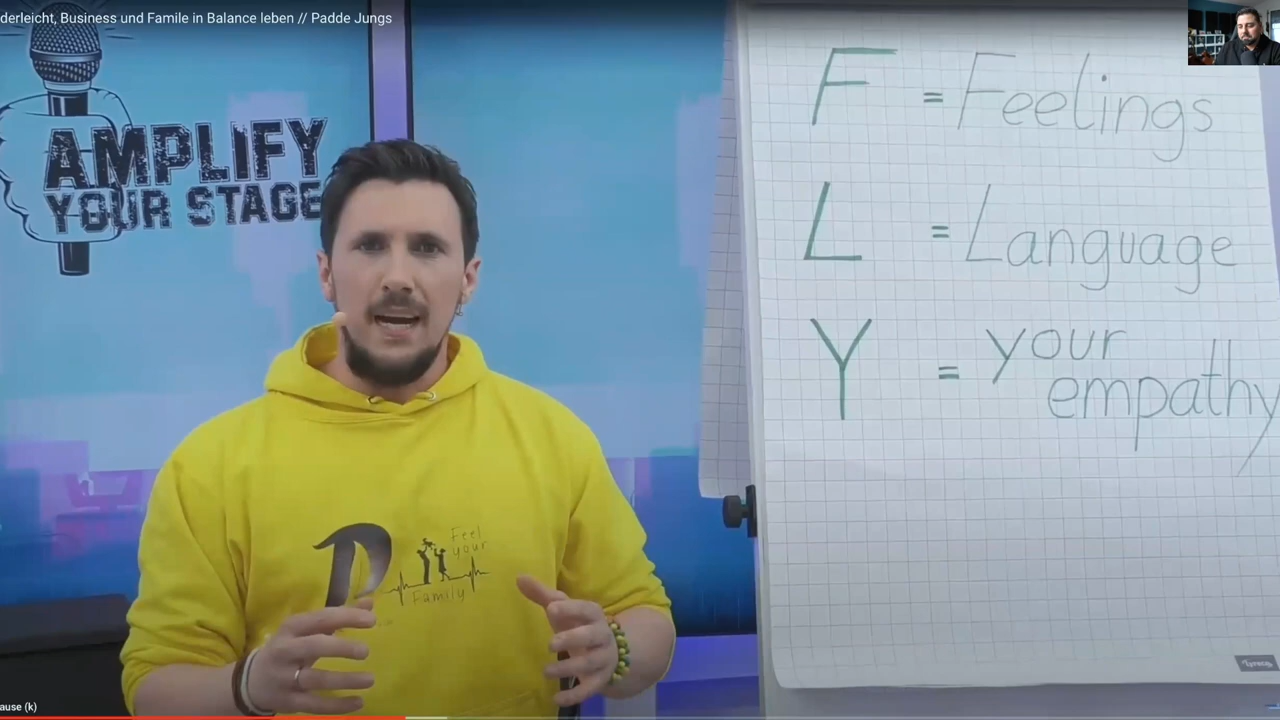 derleicht, Business und Famile in Balance leben // Padde Jungs
AMPLIFY
YOUR STAGE
F = Feelings
L = Language
Y = your
empathy
P
Feel
your
Family
ause (k)